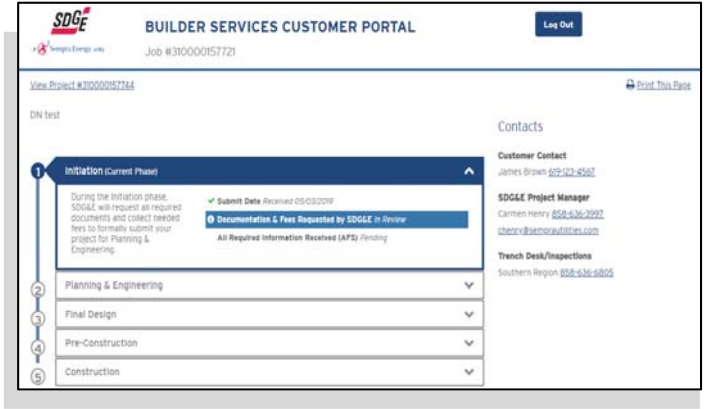 SDGE
A Sempra Energy utility
BUILDER SERVICES CUSTOMER PORTAL
Job #310000157721
Log Out
View Project #310000157744
Print This Page
DN test
1
Initiation (Current Phase)
During the Initiation phase,
SDG&E will request all required
documents and collect needed
fees to formally submit your
project for Planning &
Engineering.
Submit Date Received 05/03/2019
Documentation & Fees Requested by SDG&E In Review
All Required Information Received (AFS) Pending
2
Planning & Engineering
3
Final Design
4
Pre-Construction
5
Construction
Contacts
Customer Contact
James Brown 619-123-4567
SDG&E Project Manager
Carmen Henry 858-636-3997
chenry@semprautilities.com
Trench Desk/Inspections
Southern Region 858-636-6805